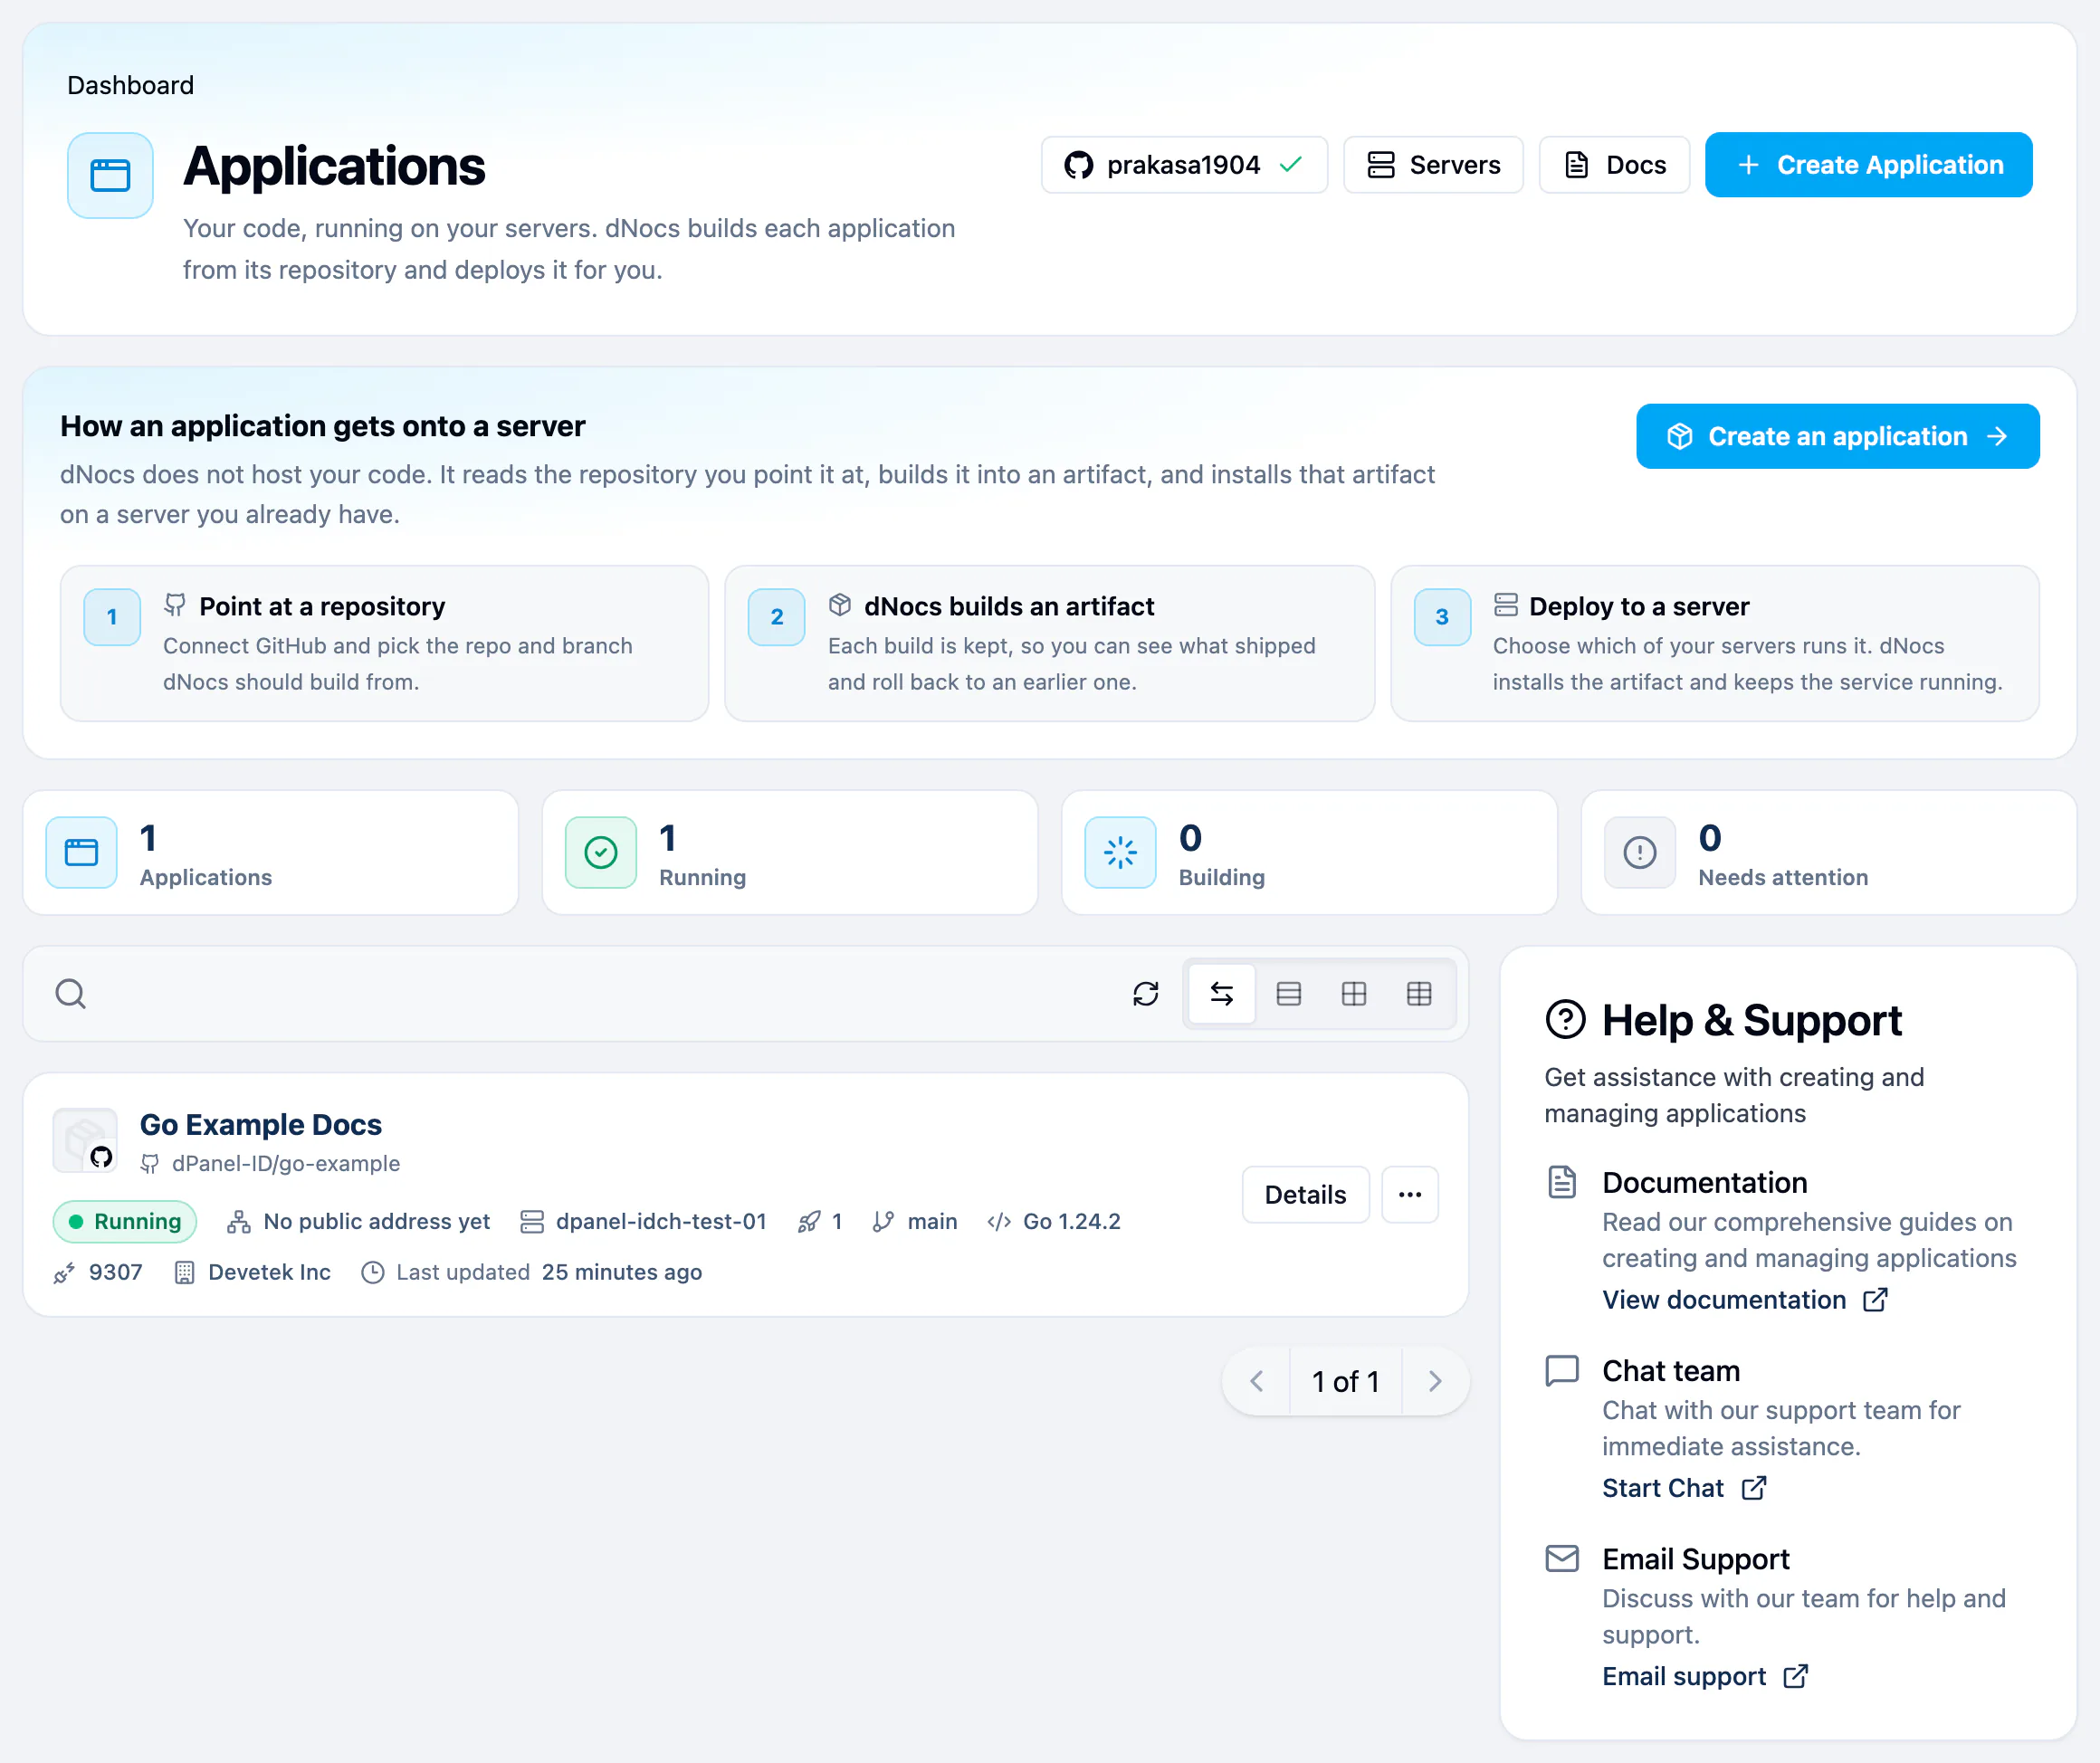 Dashboard
Applications
Your code, running on your servers. dNocs builds each application
from its repository and deploys it for you.
prakasa1904
Servers
Docs
Create Application
How an application gets onto a server
dNocs does not host your code. It reads the repository you point it at, builds it into an artifact, and installs that artifact
on a server you already have.
Create an application
1
Point at a repository
Connect GitHub and pick the repo and branch
dNocs should build from.
2
dNocs builds an artifact
Each build is kept, so you can see what shipped
and roll back to an earlier one.
3
Deploy to a server
Choose which of your servers runs it. dNocs
installs the artifact and keeps the service running.
1
Applications
1
Running
0
Building
0
Needs attention
Go Example Docs
dPanel-ID/go-example
Running
No public address yet
dpanel-idch-test-01
1
main
Go 1.24.2
9307
Devetek Inc
Last updated 25 minutes ago
Details
1 of 1
Help & Support
Get assistance with creating and
managing applications
Documentation
Read our comprehensive guides on
creating and managing applications
View documentation
Chat team
Chat with our support team for
immediate assistance.
Start Chat
Email Support
Discuss with our team for help and
support.
Email support